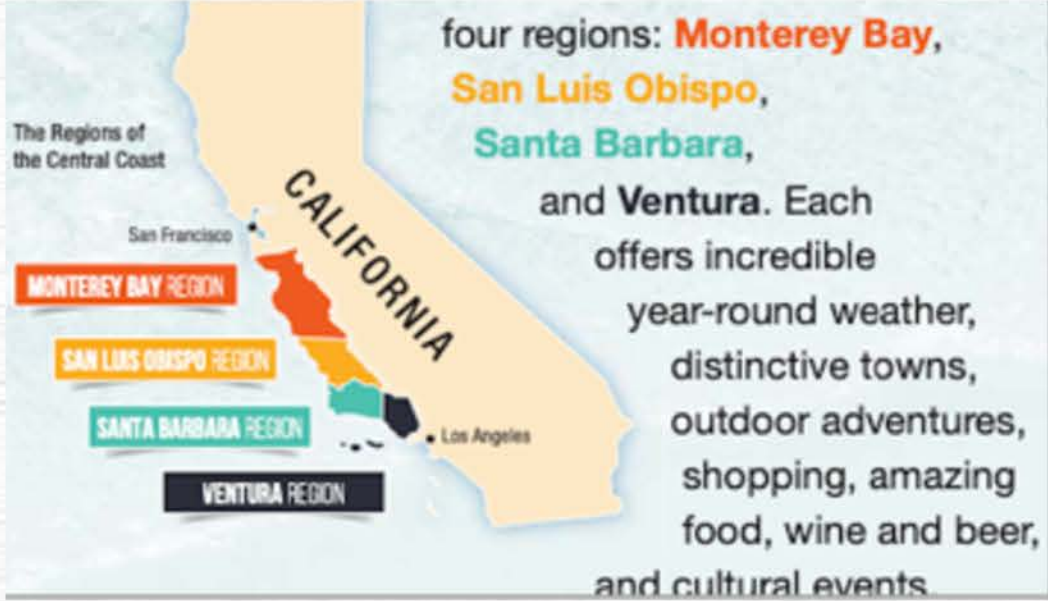 four regions: Monterey Bay,
San Luis Obispo,
Santa Barbara,
and Ventura. Each
offers incredible
year-round weather,
distinctive towns,
outdoor adventures,
shopping, amazing
food, wine and beer,
and cultural events
The Regions of
the Central Coast
CALIFORNIA
San Francisco
MONTEREY BAY REGION
SAN LUIS OBISPO REGION
SANTA BARBARA REGION
Los Angeles
VENTURA REGION